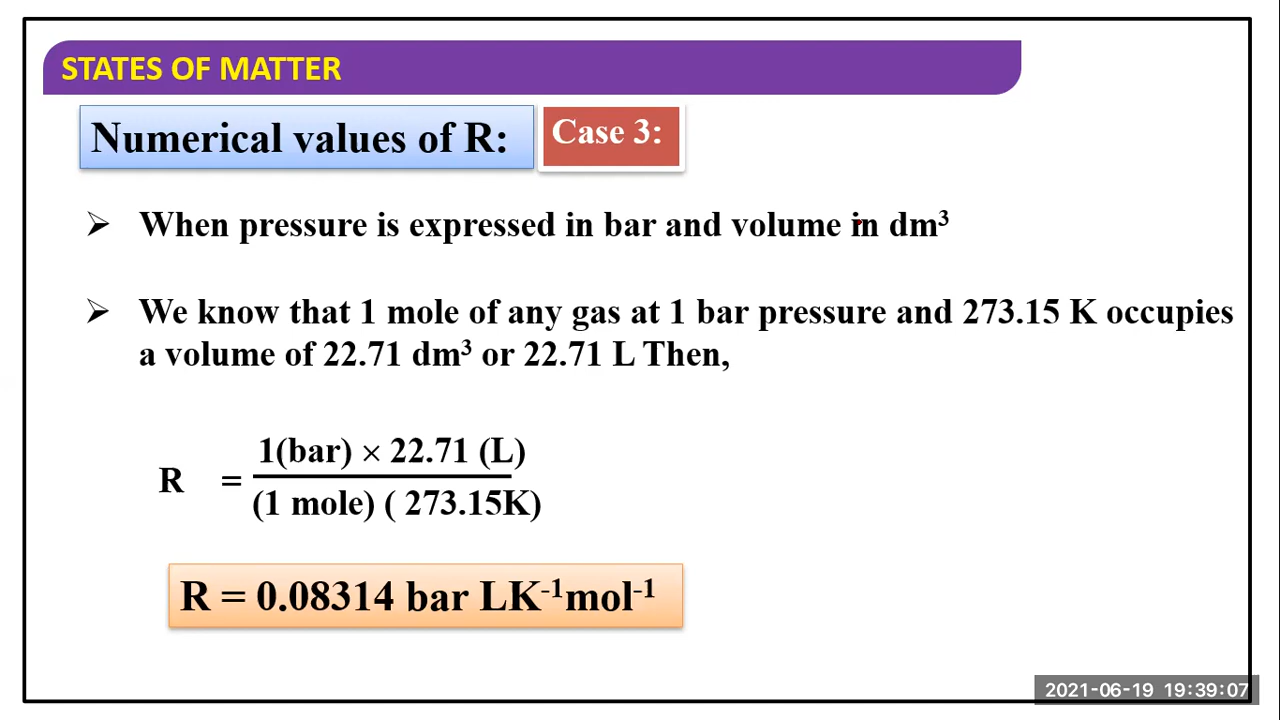 STATES OF MATTER
Numerical values of R: Case 3:
➢ When pressure is expressed in bar and volume in dm³
➢ We know that 1 mole of any gas at 1 bar pressure and 273.15 K occupies
a volume of 22.71 dm³ or 22.71 L Then,
1(bar) × 22.71 (L)
R =
(1 mole) ( 273.15K)
R = 0.08314 bar LK⁻¹mol⁻¹
2021-06-19 19:39:07